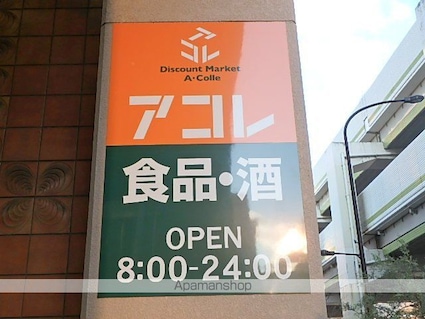 Discount Market
A・Colle
アコレ
食品・酒
OPEN
8:00-24:00
Apamanshop